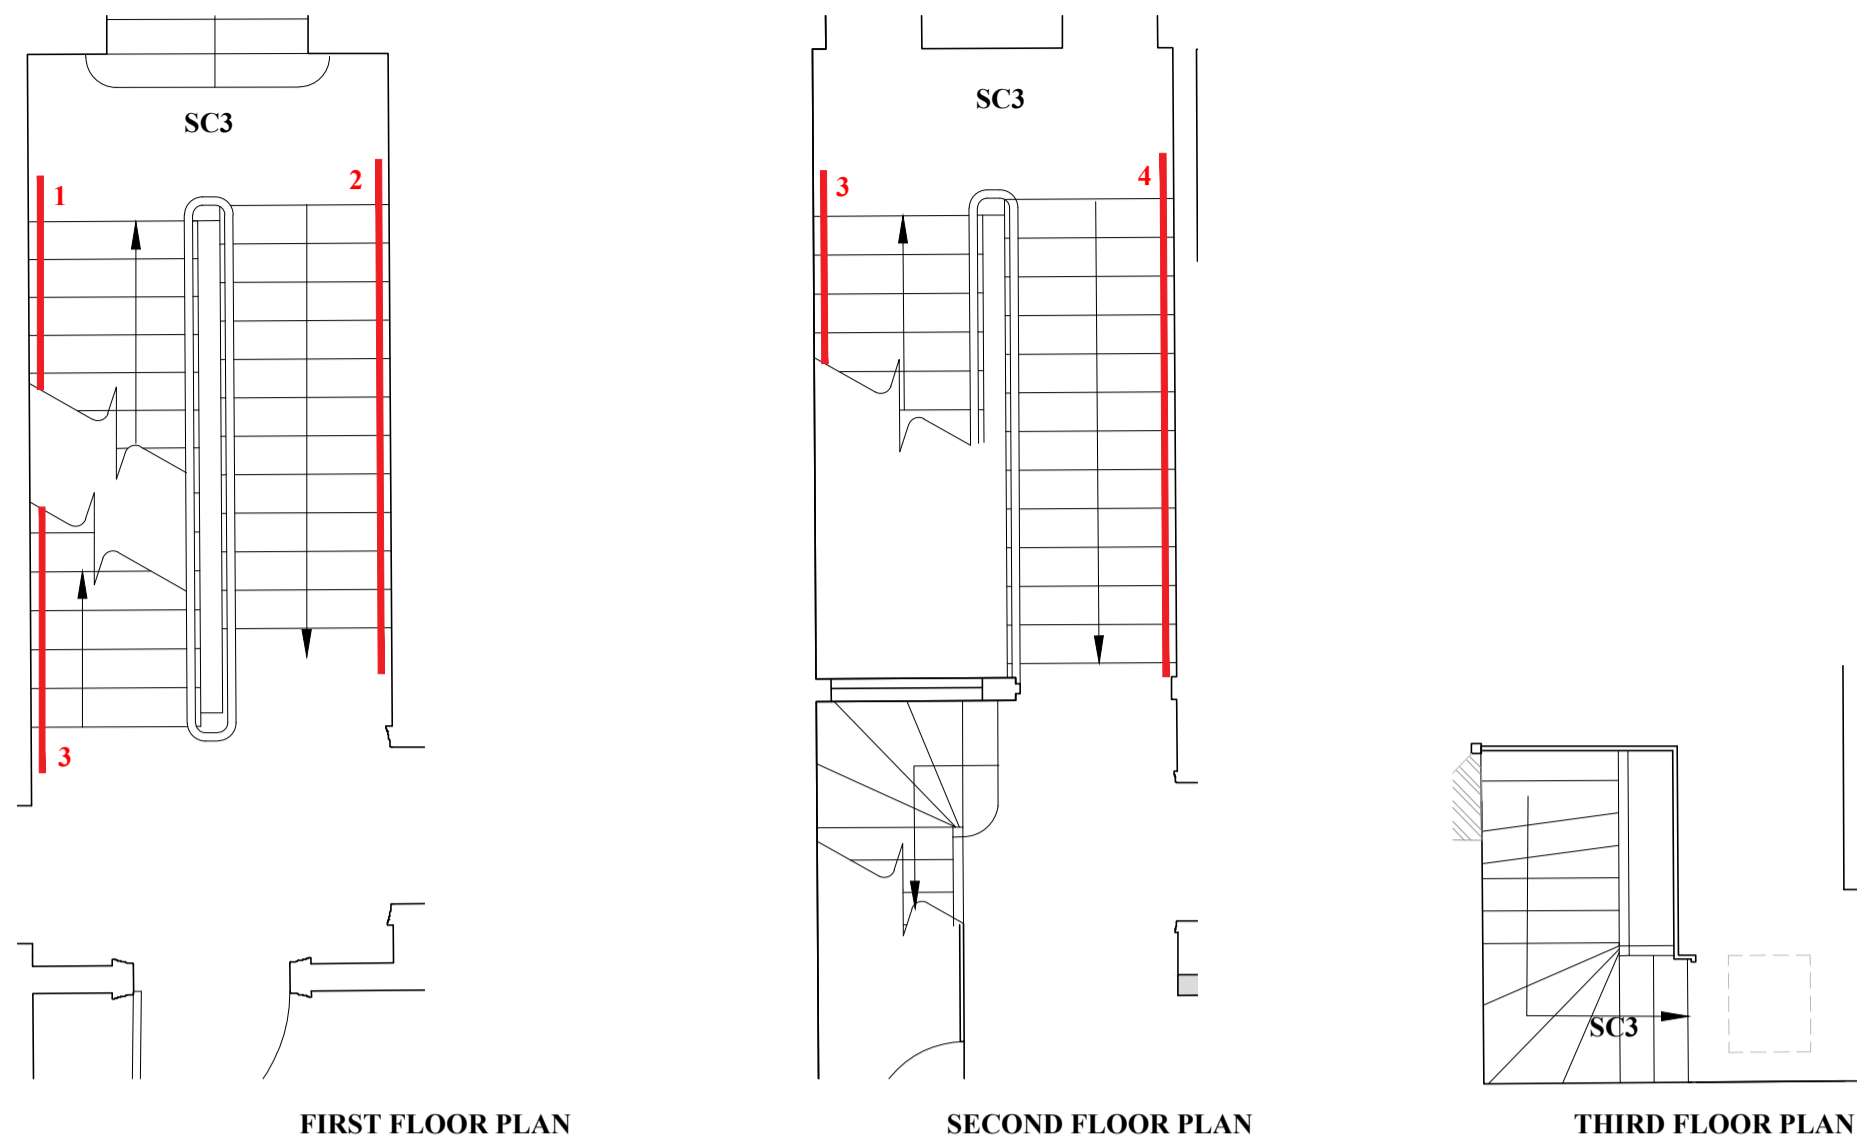 SC3
1
2
3
FIRST FLOOR PLAN
SC3
3
4
SECOND FLOOR PLAN
SC3
THIRD FLOOR PLAN